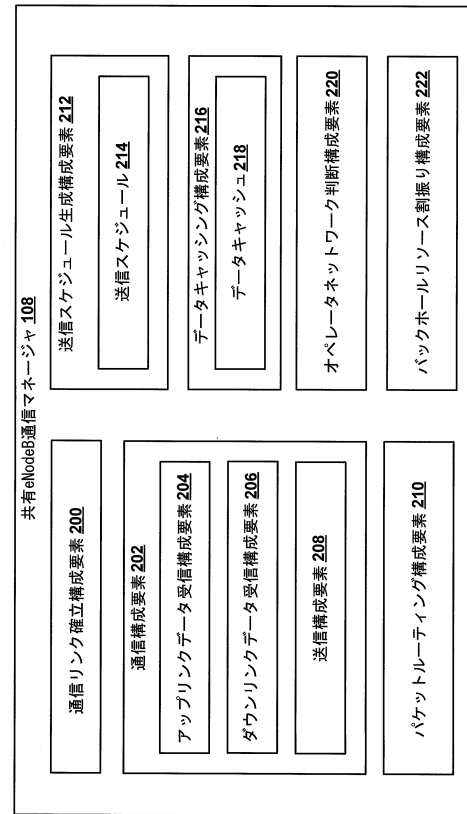 共有eNodeB通信マネージャ 108
通信リンク確立構成要素 200
通信構成要素 202
アップリンクデータ受信構成要素 204
ダウンリンクデータ受信構成要素 206
送信構成要素 208
パケットルーティング構成要素 210
送信スケジュール生成構成要素 212
送信スケジュール 214
データキャッシング構成要素 216
データキャッシュ 218
オペレータネットワーク判断構成要素 220
バックホールリソース割振り構成要素 222